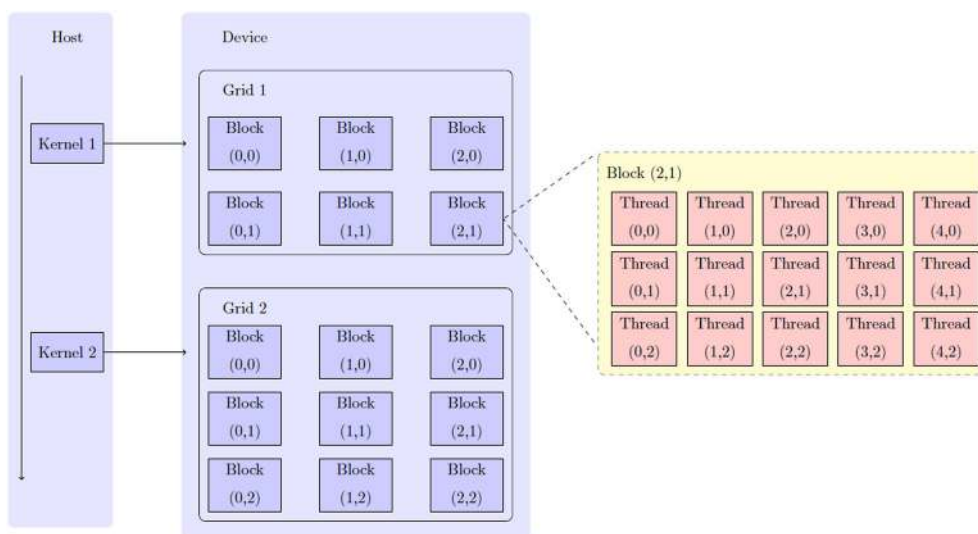 Host
Device
Kernel 1
Grid 1
Block Block Block
(0,0) (1,0) (2,0)
Block Block Block
(0,1) (1,1) (2,1)
Block (2,1)
Thread Thread Thread Thread Thread
(0,0) (1,0) (2,0) (3,0) (4,0)
Thread Thread Thread Thread Thread
(0,1) (1,1) (2,1) (3,1) (4,1)
Thread Thread Thread Thread Thread
(0,2) (1,2) (2,2) (3,2) (4,2)
Kernel 2
Grid 2
Block Block Block
(0,0) (1,0) (2,0)
Block Block Block
(0,1) (1,1) (2,1)
Block Block Block
(0,2) (1,2) (2,2)